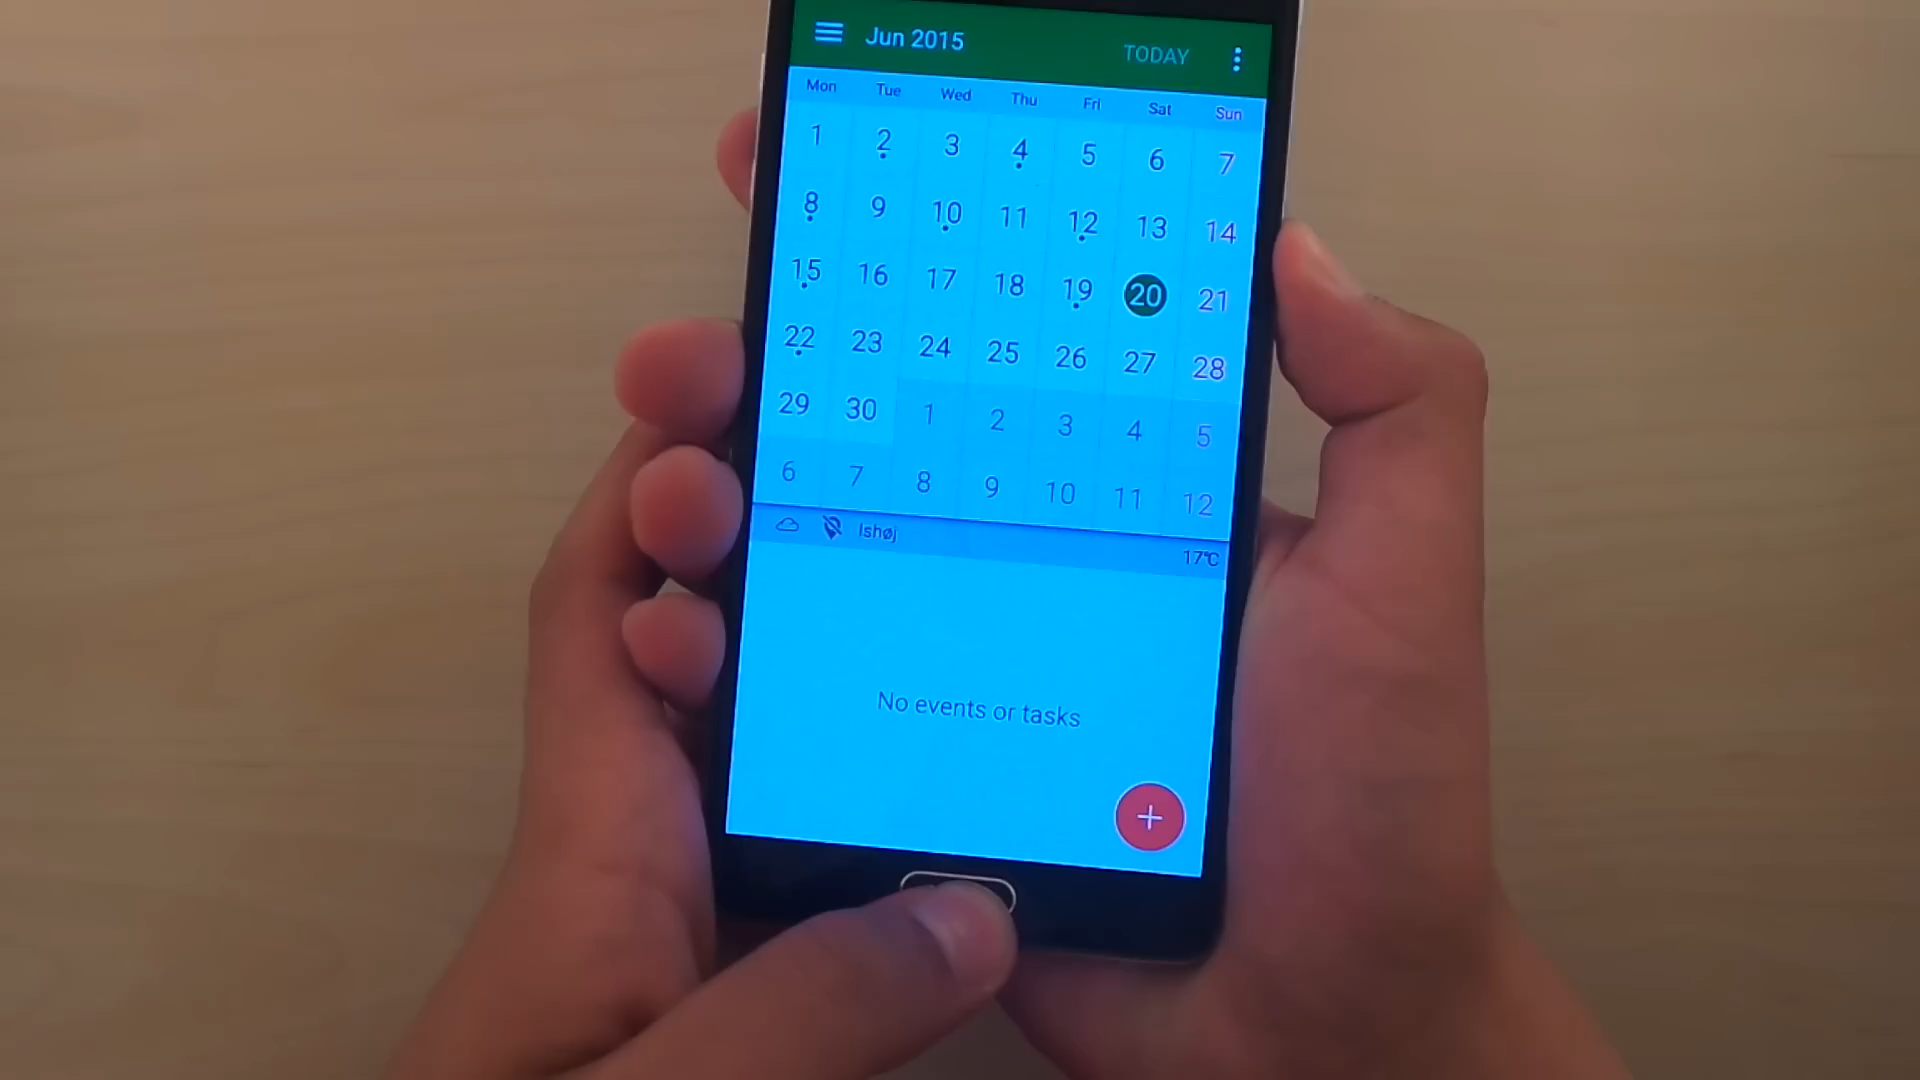 Jun 2015 TODAY
Mon Tue Wed Thu Fri Sat Sun
1 2 3 4 5 6 7
8 9 10 11 12 13 14
15 16 17 18 19 20 21
22 23 24 25 26 27 28
29 30 1 2 3 4 5
6 7 8 9 10 11 12
Ishøj 17°C
No events or tasks